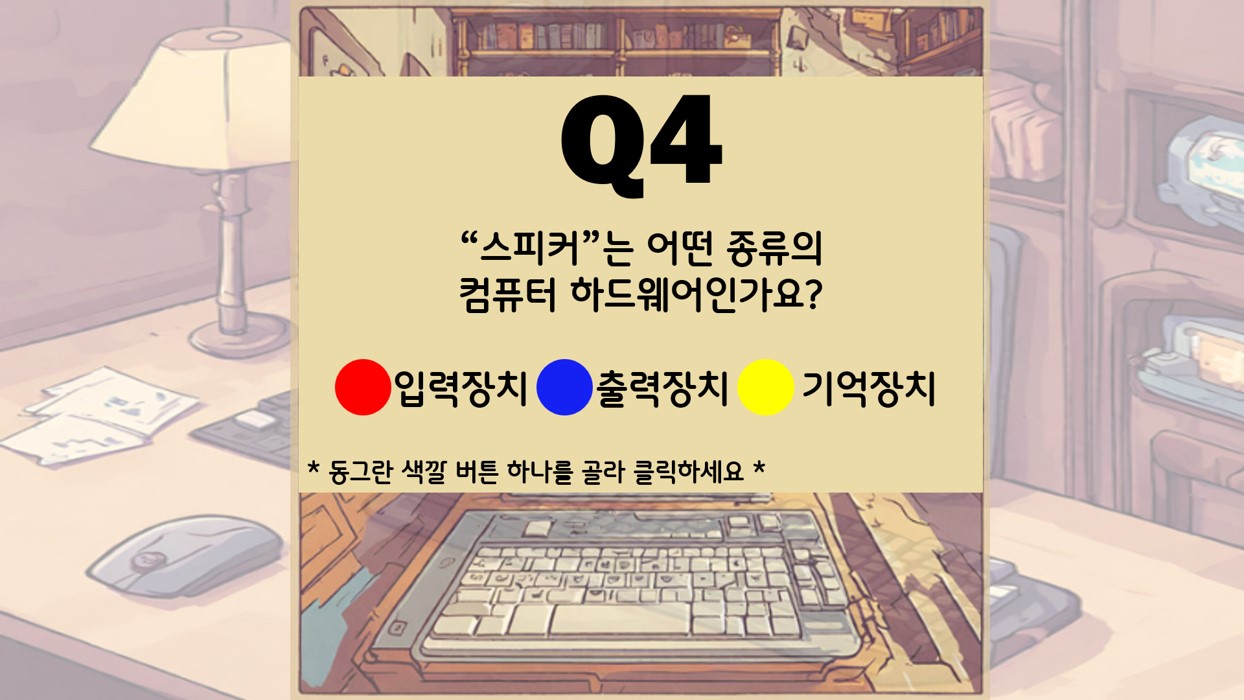 Q4
“스피커”는 어떤 종류의
컴퓨터 하드웨어인가요?
입력장치 출력장치 기억장치
* 동그란 색깔 버튼 하나를 골라 클릭하세요 *